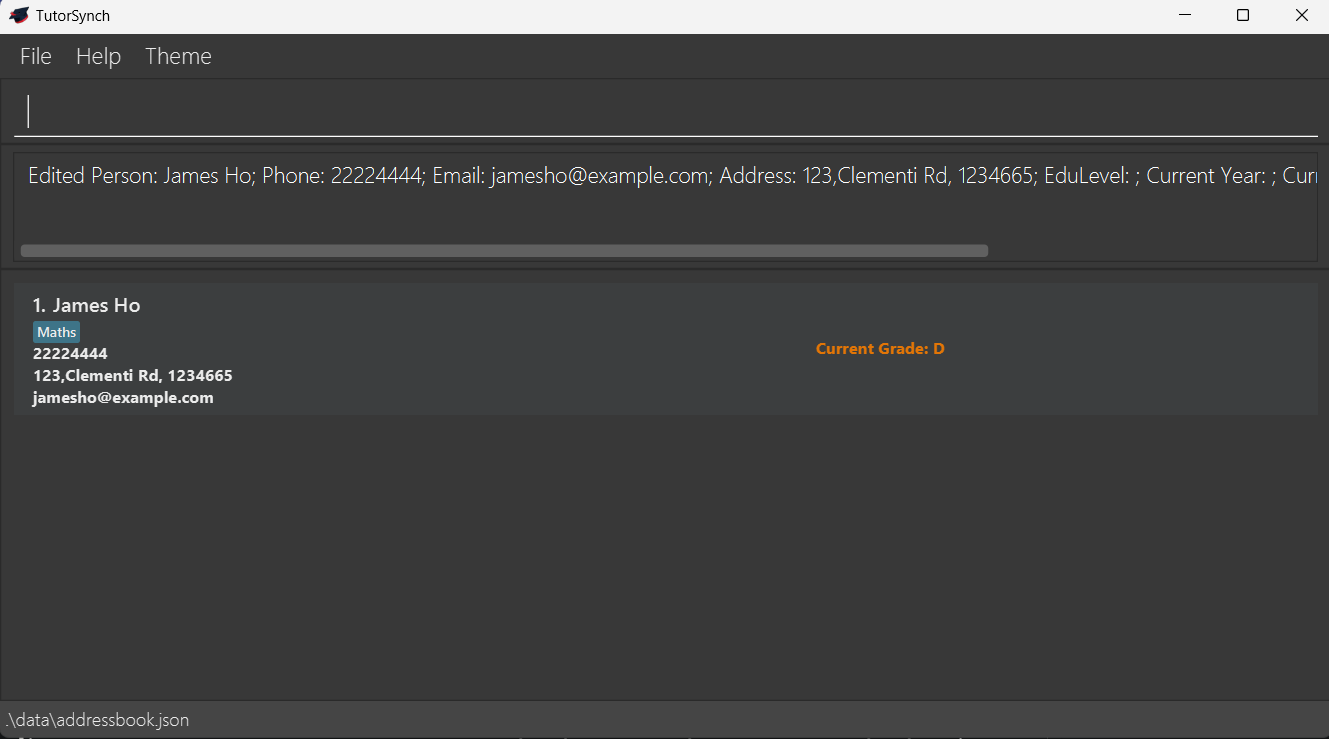 TutorSynch
File Help Theme
Edited Person: James Ho; Phone: 22224444; Email: jamesho@example.com; Address: 123,Clementi Rd, 1234665; EduLevel: ; Current Year: ; Curr
1. James Ho
Maths
22224444
123,Clementi Rd, 1234665
jamesho@example.com
Current Grade: D
.\data\addressbook.json